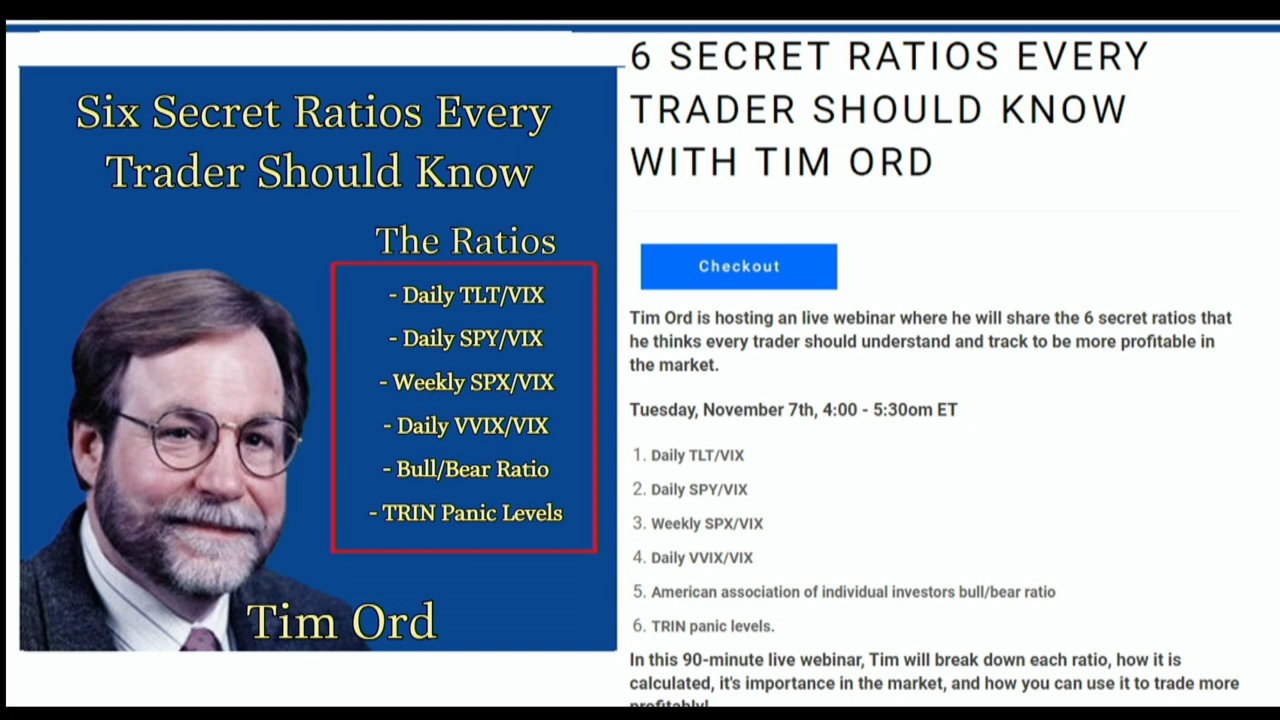 Six Secret Ratios Every
Trader Should Know
The Ratios
- Daily TLT/VIX
- Daily SPY/VIX
- Weekly SPX/VIX
- Daily VVIX/VIX
- Bull/Bear Ratio
- TRIN Panic Levels
Tim Ord
6 SECRET RATIOS EVERY
TRADER SHOULD KNOW
WITH TIM ORD
Checkout
Tim Ord is hosting an live webinar where he will share the 6 secret ratios that
he thinks every trader should understand and track to be more profitable in
the market.
Tuesday, November 7th, 4:00 - 5:30om ET
1. Daily TLT/VIX
2. Daily SPY/VIX
3. Weekly SPX/VIX
4. Daily VVIX/VIX
5. American association of individual investors bull/bear ratio
6. TRIN panic levels.
In this 90-minute live webinar, Tim will break down each ratio, how it is
calculated, it's importance in the market, and how you can use it to trade more
profitably!